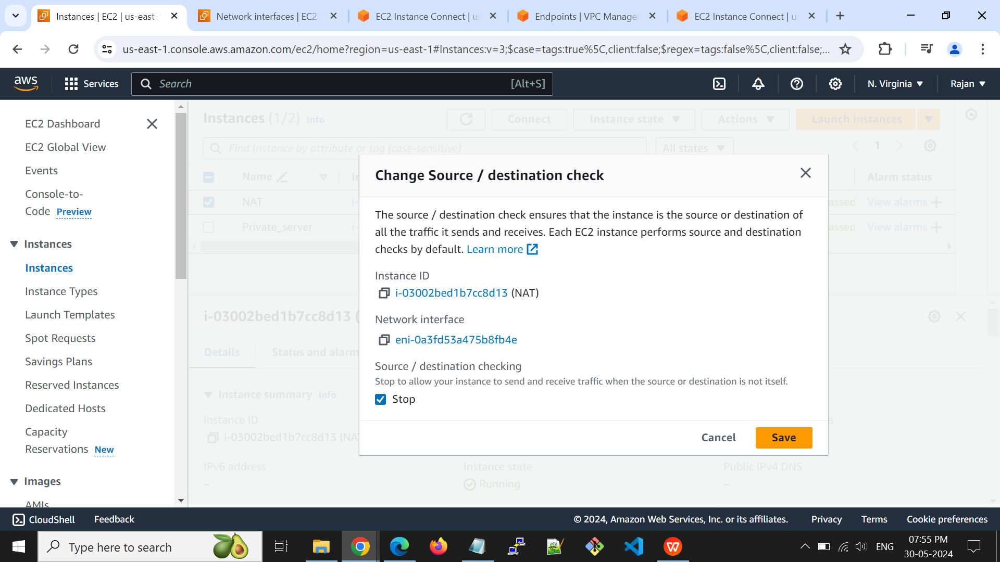 Instances | EC2 | us-east-1
Network interfaces | EC2
EC2 Instance Connect | us
Endpoints | VPC Manager
EC2 Instance Connect | us
us-east-1.console.aws.amazon.com/ec2/home?region=us-east-1#Instances:v=3;$case=tags:true%5C,client:false;$regex=tags:false%5C,client:false;...
aws
Services
Search
[Alt+S]
N. Virginia
Rajan
EC2 Dashboard
EC2 Global View
Events
Console-to-
Code Preview
Instances
Instances
Instance Types
Launch Templates
Spot Requests
Savings Plans
Reserved Instances
Dedicated Hosts
Capacity
Reservations New
Images
AMIs
Instances (1/2) Info
Connect
Instance state
Actions
Launch instances
Find Instance by attribute or tag (case-sensitive)
All states
1
Name
Alarm status
NAT
i-
assed
View alarms
Private_server
i-
assed
View alarms
i-03002bed1b7cc8d13 (
Details
Status and alarm
Instance summary Info
Instance ID
i-03002bed1b7cc8d13 (NA
IPv6 address
–
Instance state
Running
Public IPv4 DNS
–
Change Source / destination check
The source / destination check ensures that the instance is the source or destination of
all the traffic it sends and receives. Each EC2 instance performs source and destination
checks by default. Learn more
Instance ID
i-03002bed1b7cc8d13 (NAT)
Network interface
eni-0a3fd53a475b8fb4e
Source / destination checking
Stop to allow your instance to send and receive traffic when the source or destination is not itself.
Stop
Cancel
Save
CloudShell
Feedback
© 2024, Amazon Web Services, Inc. or its affiliates.
Privacy
Terms
Cookie preferences
Type here to search
ENG
07:55 PM
30-05-2024